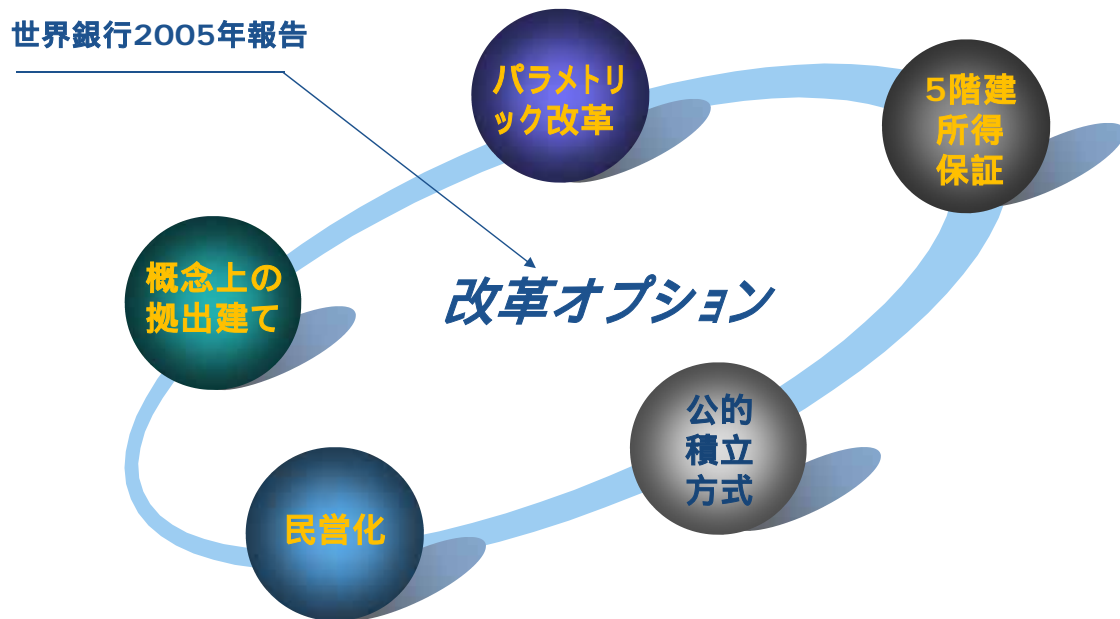 世界銀行2005年報告
パラメトリ
ック改革
5階建
所得
保証
概念上の
拠出建て
改革オプション
公的
積立
方式
民営化